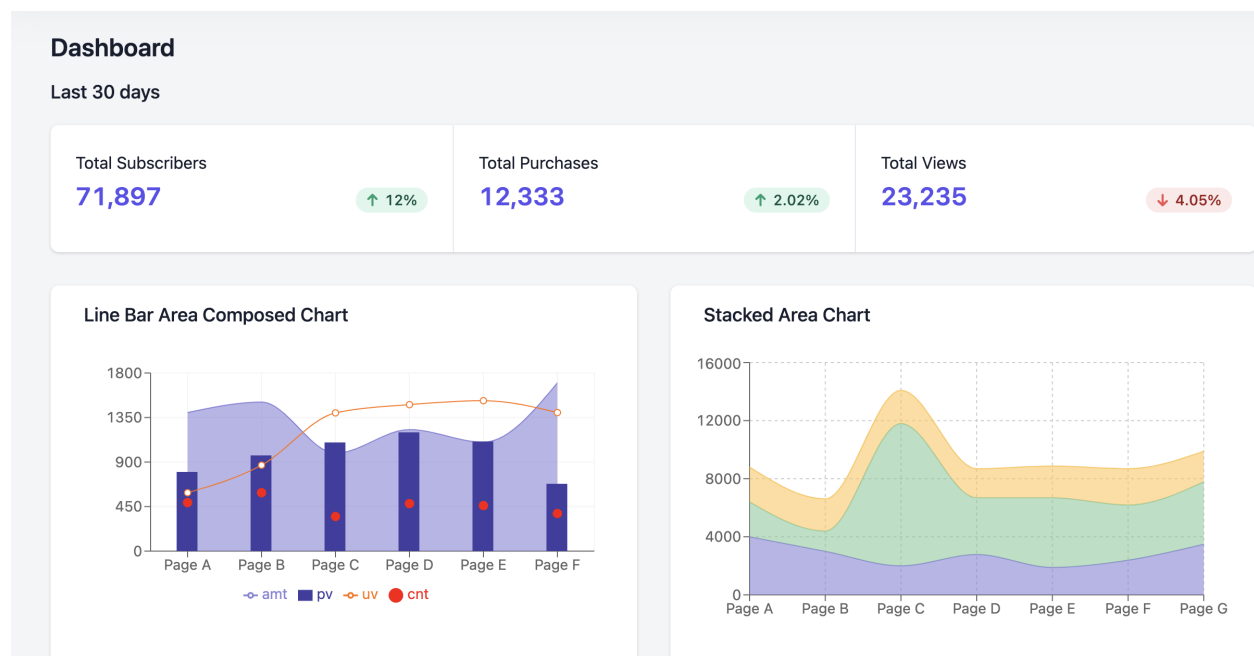 Dashboard
Last 30 days
Total Subscribers
71,897
12%
Total Purchases
12,333
2.02%
Total Views
23,235
4.05%
Line Bar Area Composed Chart
1800
1350
900
450
0
Page A Page B Page C Page D Page E Page F
amt pv uv cnt
Stacked Area Chart
16000
12000
8000
4000
0
Page A Page B Page C Page D Page E Page F Page G